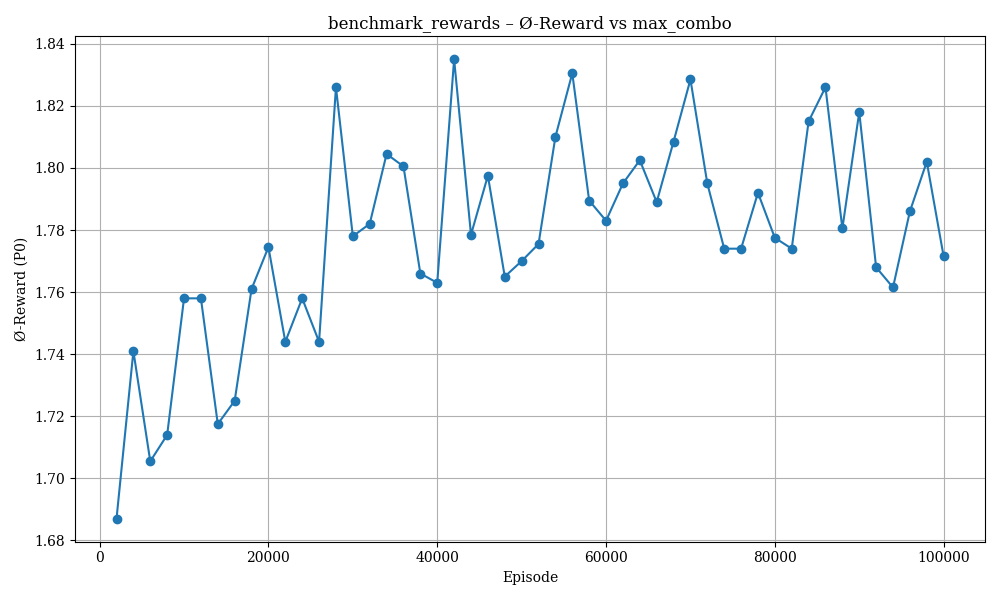 benchmark_rewards – Ø-Reward vs max_combo
1.84
1.82
1.80
1.78
1.76
1.74
1.72
1.70
1.68
Ø-Reward (P0)
0 20000 40000 60000 80000 100000
Episode